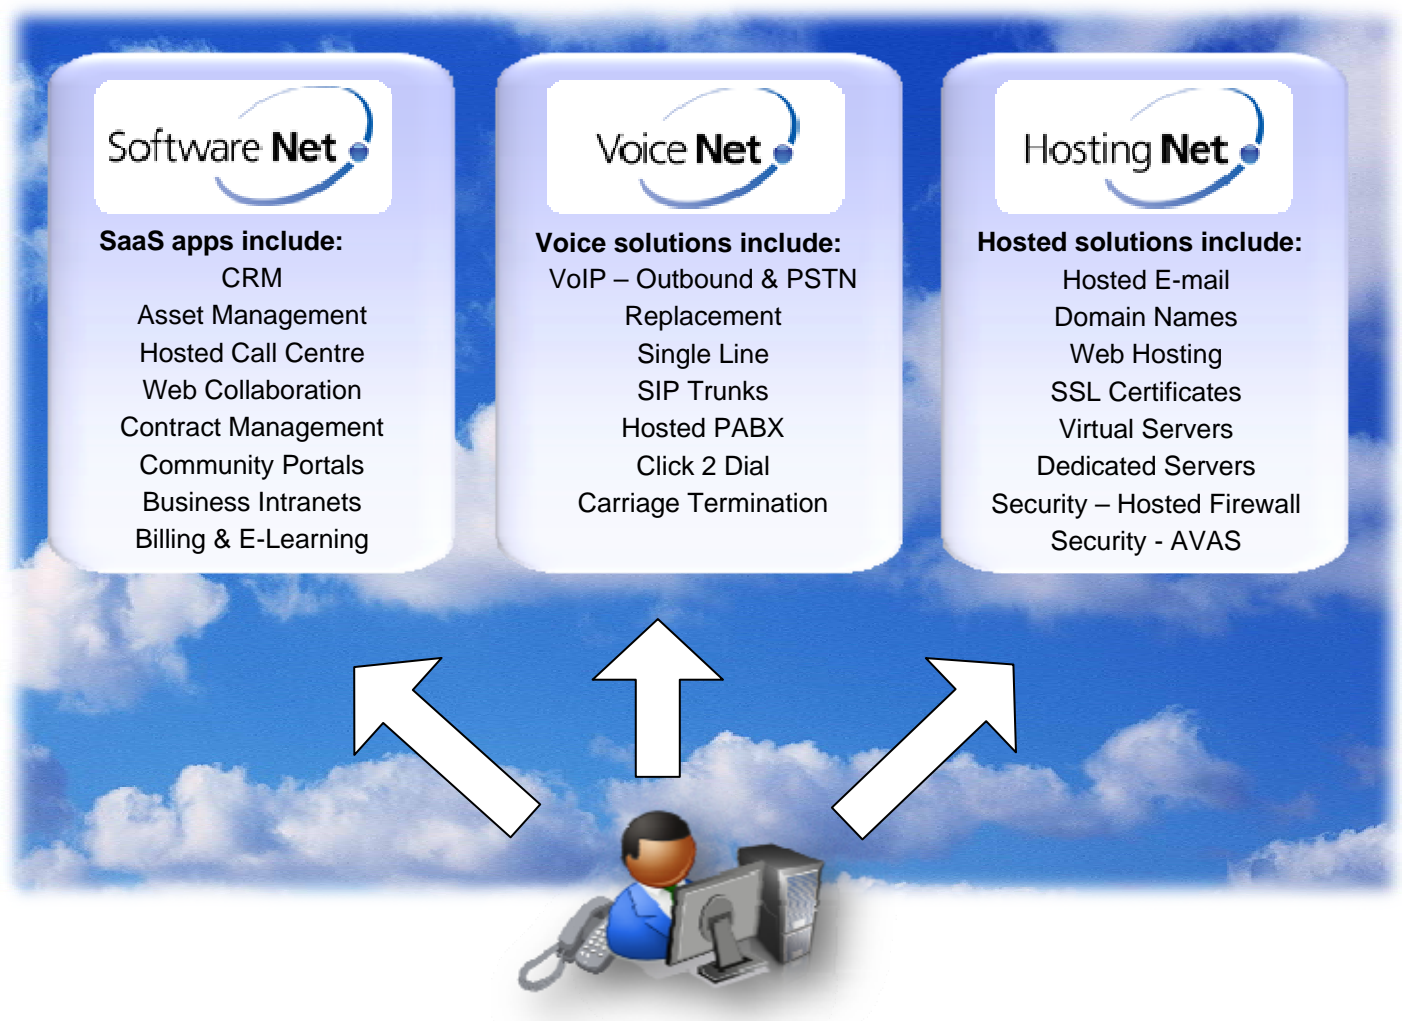 Software Net
SaaS apps include:
CRM
Asset Management
Hosted Call Centre
Web Collaboration
Contract Management
Community Portals
Business Intranets
Billing & E-Learning
Voice Net
Voice solutions include:
VoIP – Outbound & PSTN
Replacement
Single Line
SIP Trunks
Hosted PABX
Click 2 Dial
Carriage Termination
Hosting Net
Hosted solutions include:
Hosted E-mail
Domain Names
Web Hosting
SSL Certificates
Virtual Servers
Dedicated Servers
Security – Hosted Firewall
Security - AVAS